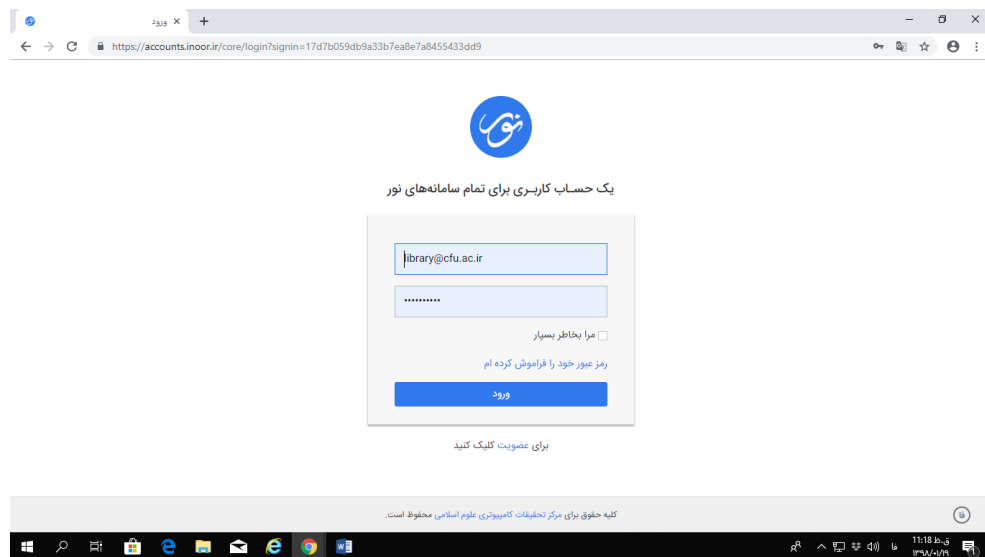 ورود
https://accounts.inoor.ir/core/login?signin=17d7b059db9a33b7ea8e7a8455433dd9
نور
یک حساب کاربری برای تمام سامانه‌های نور
library@cfu.ac.ir
••••••••••
مرا بخاطر بسپار
رمز عبور خود را فراموش کرده ام
ورود
برای عضویت کلیک کنید
کلیه حقوق برای مرکز تحقیقات کامپیوتری علوم اسلامی محفوظ است.
فا
فا
11:18 ق.ظ
۱۳۹۸/۰۱/۱۹